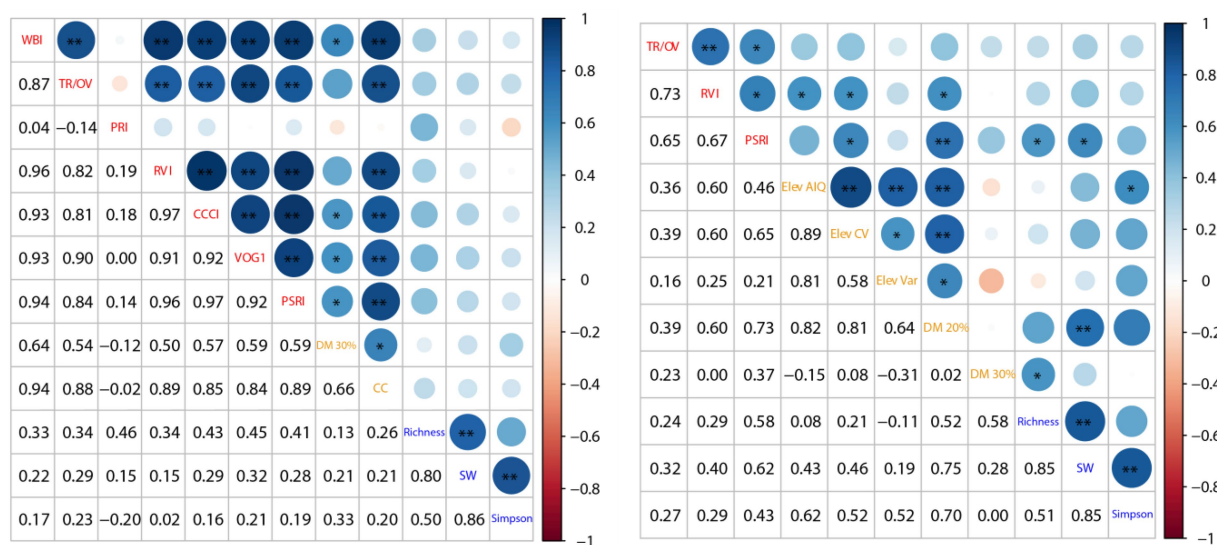 WBI ** ** ** ** ** ** * **
0.87 TR/OV ** ** ** ** **
0.04 −0.14 PRI
0.96 0.82 0.19 RVI ** ** ** **
0.93 0.81 0.18 0.97 CCCI ** ** * **
0.93 0.90 0.00 0.91 0.92 VOG1 ** * **
0.94 0.84 0.14 0.96 0.97 0.92 PSRI * **
0.64 0.54 −0.12 0.50 0.57 0.59 0.59 DM 30% *
0.94 0.88 −0.02 0.89 0.85 0.84 0.89 0.66 CC
0.33 0.34 0.46 0.34 0.43 0.45 0.41 0.13 0.26 Richness **
0.22 0.29 0.15 0.15 0.29 0.32 0.28 0.21 0.21 0.80 SW **
0.17 0.23 −0.20 0.02 0.16 0.21 0.19 0.33 0.20 0.50 0.86 Simpson
1
0.8
0.6
0.4
0.2
0
−0.2
−0.4
−0.6
−0.8
−1
TR/OV ** *
0.73 RVI * * * *
0.65 0.67 PSRI * ** * *
0.36 0.60 0.46 Elev AIQ ** ** ** *
0.39 0.60 0.65 0.89 Elev CV * **
0.16 0.25 0.21 0.81 0.58 Elev Var *
0.39 0.60 0.73 0.82 0.81 0.64 DM 20% **
0.23 0.00 0.37 −0.15 0.08 −0.31 0.02 DM 30% *
0.24 0.29 0.58 0.08 0.21 −0.11 0.52 0.58 Richness **
0.32 0.40 0.62 0.43 0.46 0.19 0.75 0.28 0.85 SW **
0.27 0.29 0.43 0.62 0.52 0.52 0.70 0.00 0.51 0.85 Simpson
1
0.8
0.6
0.4
0.2
0
−0.2
−0.4
−0.6
−0.8
−1